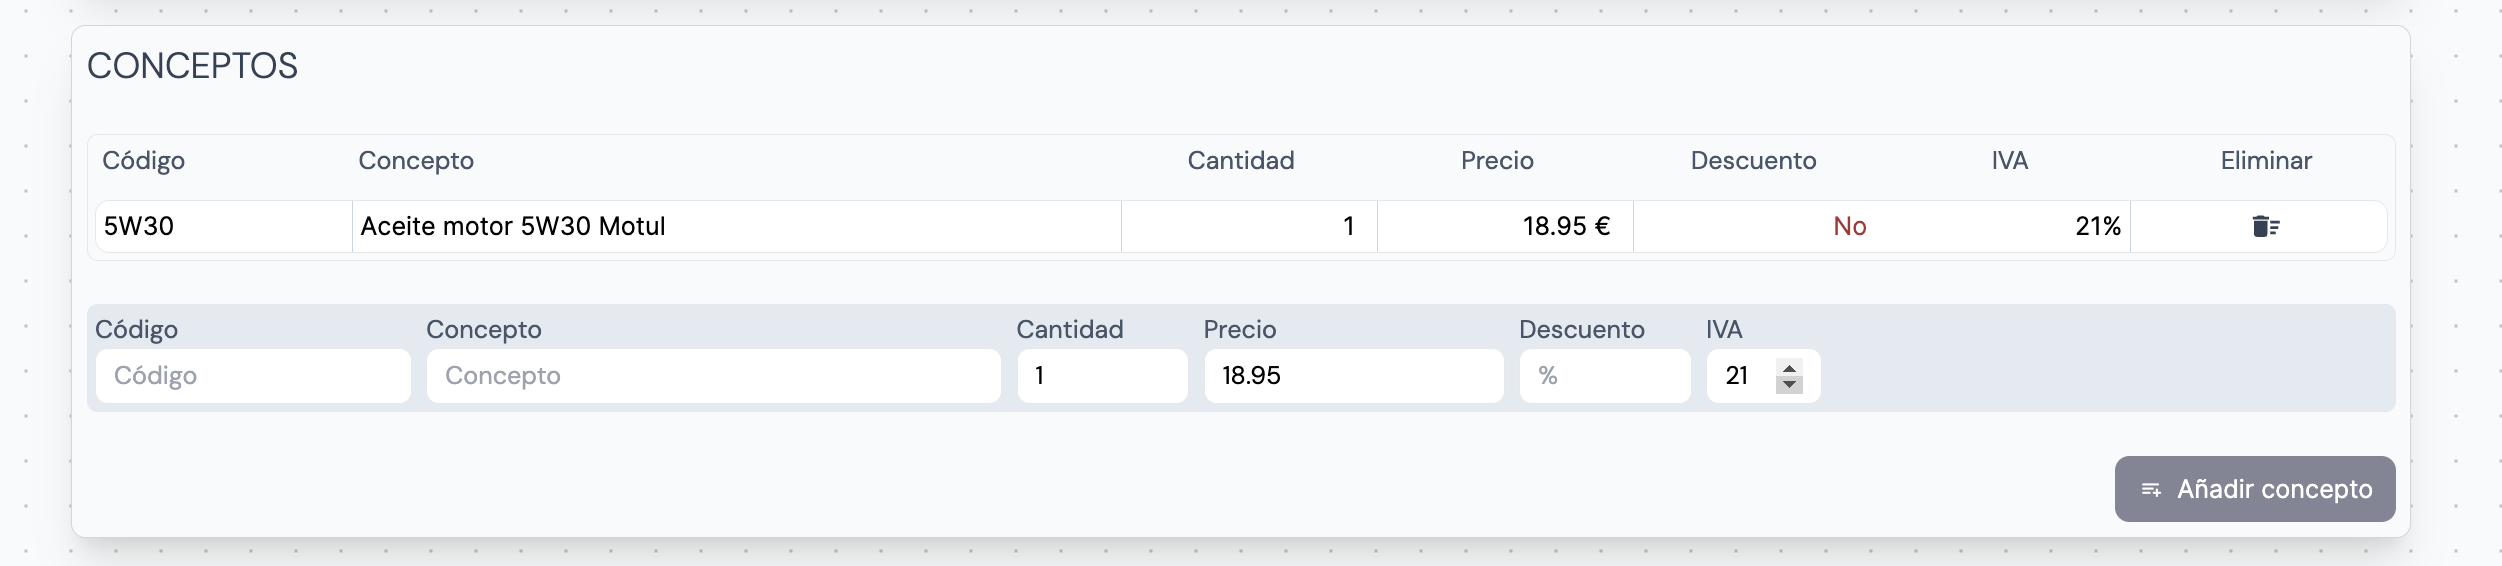 CONCEPTOS
Código Concepto Cantidad Precio Descuento IVA Eliminar
5W30 Aceite motor 5W30 Motul 1 18.95 € No 21%
Código Concepto Cantidad Precio Descuento IVA
Código Concepto 1 18.95 % 21
Añadir concepto